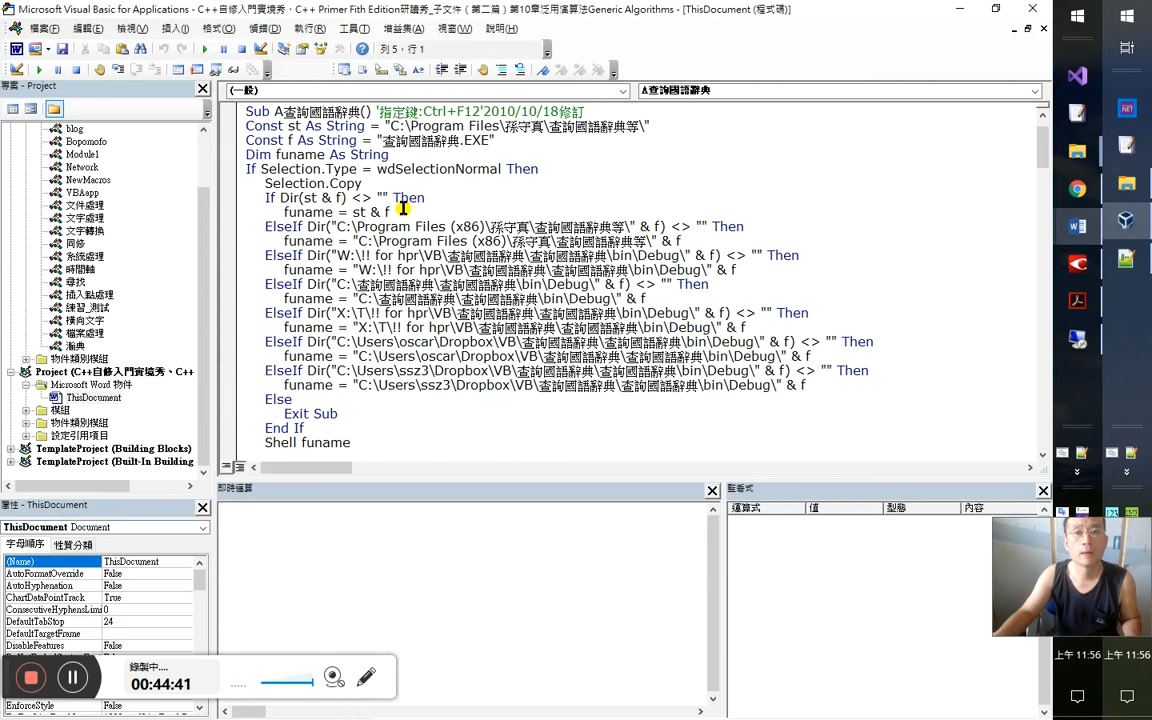 Microsoft Visual Basic for Applications - C++自修入門實境秀、C++ Primer Fith Edition研讀秀_子文件（第二篇）第10章泛用演算法Generic Algorithms - [ThisDocument (程式碼)]
檔案(F) 編輯(E) 檢視(V) 插入(I) 格式(O) 偵錯(D) 執行(R) 工具(T) 增益集(A) 視窗(W) 說明(H)
列 5，行 1
專案 - Project
blog
Bopomofo
Module1
Network
NewMacros
VBAapp
文件處理
文字處理
文字轉換
同修
系統處理
時間軸
尋找
插入點處理
練習_測試
橫向文字
檔案處理
瀚典
物件類別模組
Project (C++自修入門實境秀、C++
Microsoft Word 物件
ThisDocument
模組
物件類別模組
設定引用項目
TemplateProject (Building Blocks)
TemplateProject (Built-In Building
屬性 - ThisDocument
ThisDocument Document
字母順序 性質分類
(Name) ThisDocument
AutoFormatOverride False
AutoHyphenation False
ChartDataPointTrack True
ConsecutiveHyphensLimi 0
DefaultTabStop 24
DefaultTargetFrame
DisableFeatures False
EnforceStyle False
(一般) A查詢國語辭典
Sub A查詢國語辭典() '指定鍵:Ctrl+F12'2010/10/18修訂
Const st As String = "C:\Program Files\孫守真\查詢國語辭典等\"
Const f As String = "查詢國語辭典.EXE"
Dim funame As String
If Selection.Type = wdSelectionNormal Then
Selection.Copy
If Dir(st & f) <> "" Then
funame = st & f
ElseIf Dir("C:\Program Files (x86)\孫守真\查詢國語辭典等\" & f) <> "" Then
funame = "C:\Program Files (x86)\孫守真\查詢國語辭典等\" & f
ElseIf Dir("W:\!! for hpr\VB\查詢國語辭典\查詢國語辭典\bin\Debug\" & f) <> "" Then
funame = "W:\!! for hpr\VB\查詢國語辭典\查詢國語辭典\bin\Debug\" & f
ElseIf Dir("C:\查詢國語辭典\查詢國語辭典\bin\Debug\" & f) <> "" Then
funame = "C:\查詢國語辭典\查詢國語辭典\bin\Debug\" & f
ElseIf Dir("X:\T\!! for hpr\VB\查詢國語辭典\查詢國語辭典\bin\Debug\" & f) <> "" Then
funame = "X:\T\!! for hpr\VB\查詢國語辭典\查詢國語辭典\bin\Debug\" & f
ElseIf Dir("C:\Users\oscar\Dropbox\VB\查詢國語辭典\查詢國語辭典\bin\Debug\" & f) <> "" Then
funame = "C:\Users\oscar\Dropbox\VB\查詢國語辭典\查詢國語辭典\bin\Debug\" & f
ElseIf Dir("C:\Users\ssz3\Dropbox\VB\查詢國語辭典\查詢國語辭典\bin\Debug\" & f) <> "" Then
funame = "C:\Users\ssz3\Dropbox\VB\查詢國語辭典\查詢國語辭典\bin\Debug\" & f
Else
Exit Sub
End If
Shell funame
即時運算
監看式
運算式 值 型態 內容
錄製中....
00:44:41
上午 11:56 上午 11:56